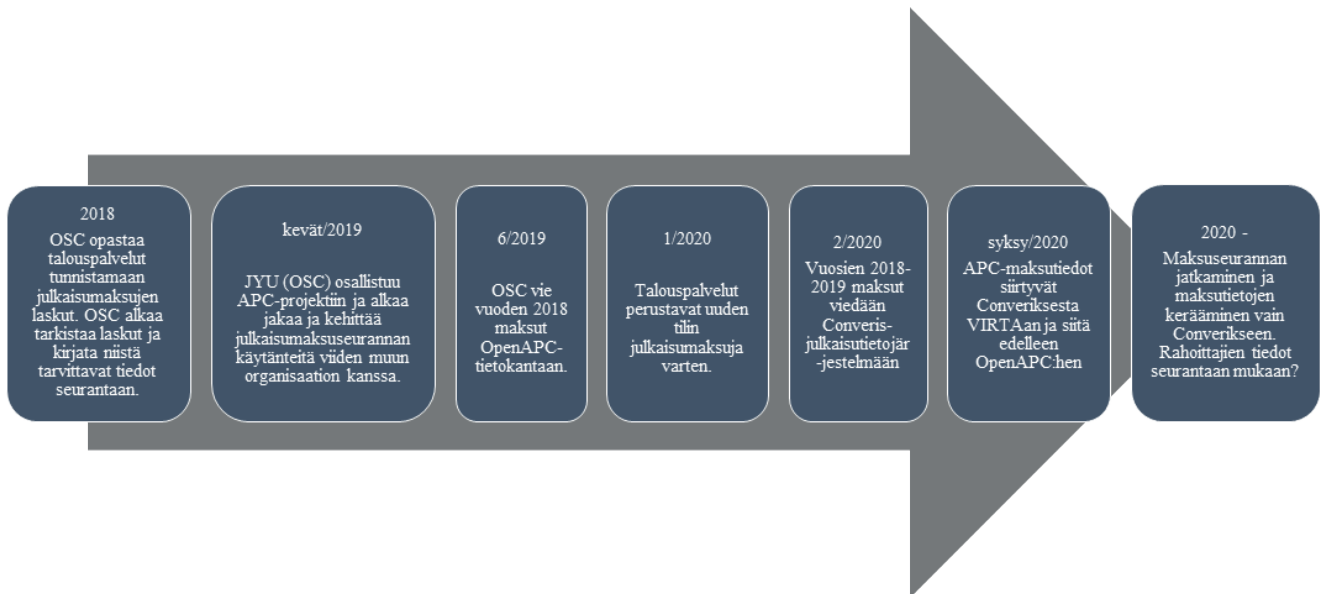 2018
OSC opastaa
talouspalvelut
tunnistamaan
julkaisumaksujen
laskut. OSC alkaa
tarkistaa laskut ja
kirjata niistä
tarvittavat tiedot
seurantaan.
kevät/2019
JYU (OSC) osallistuu
APC-projektiin ja alkaa
jakaa ja kehittää
julkaisumaksuseurannan
käytänteitä viiden muun
organisaation kanssa.
6/2019
OSC vie
vuoden 2018
maksut
OpenAPC-
tietokantaan.
1/2020
Talouspalvelut
perustavat uuden
tilin
julkaisumaksuja
varten.
2/2020
Vuosien 2018-
2019 maksut
viedään
Converis-
julkaisutietojär
-jestelmään
syksy/2020
APC-maksutiedot
siirtyvät
Converiksesta
VIRTAan ja siitä
edelleen
OpenAPC:hen
2020 -
Maksuseurannan
jatkaminen ja
maksutietojen
kerääminen vain
Converikseen.
Rahoittajien tiedot
seurantaan mukaan?